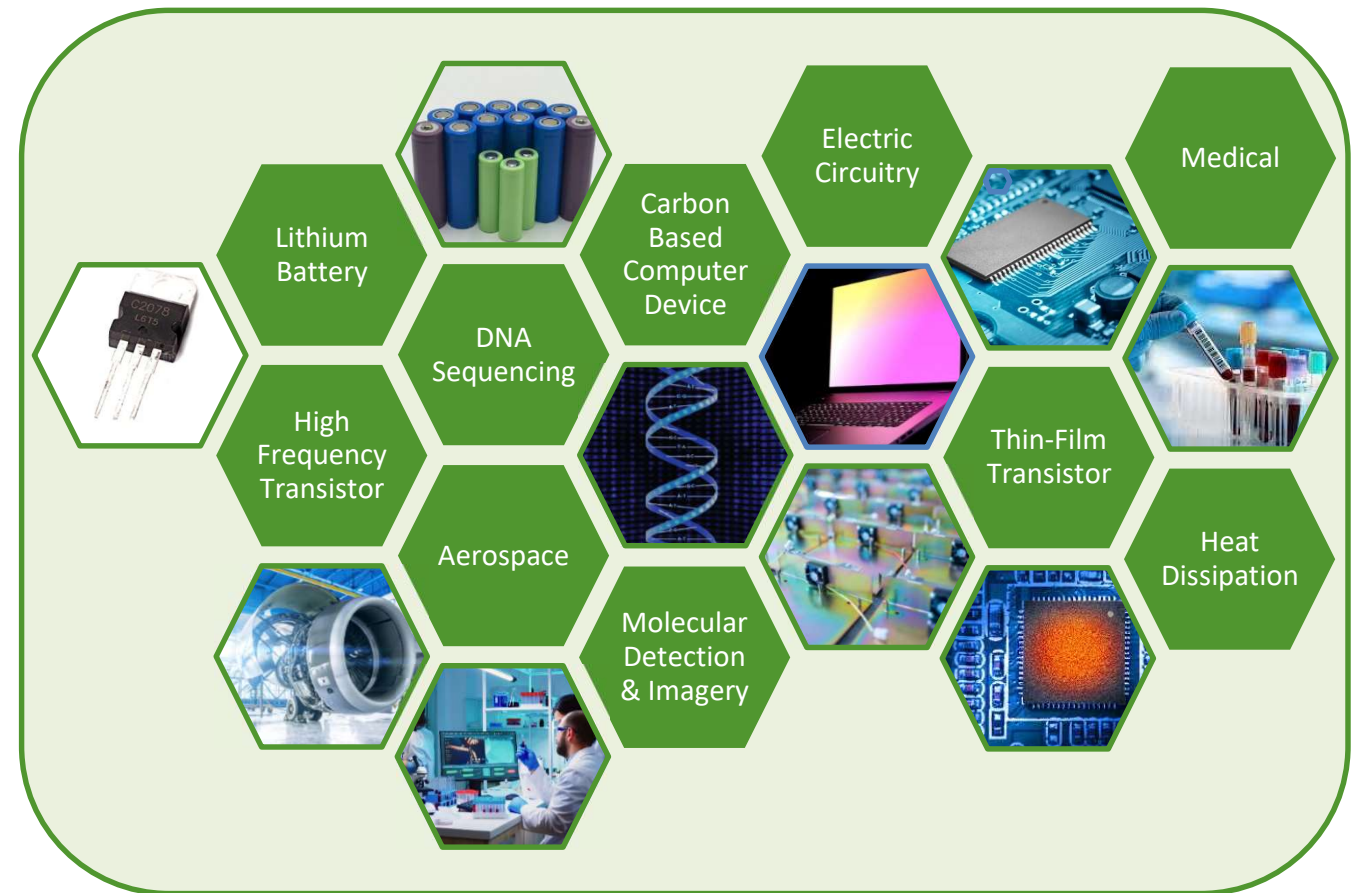 Electric
Circuitry
Medical
Carbon
Based
Computer
Device
Lithium
Battery
C2078
L615
DNA
Sequencing
High
Frequency
Transistor
Thin-Film
Transistor
Aerospace
Heat
Dissipation
Molecular
Detection
& Imagery